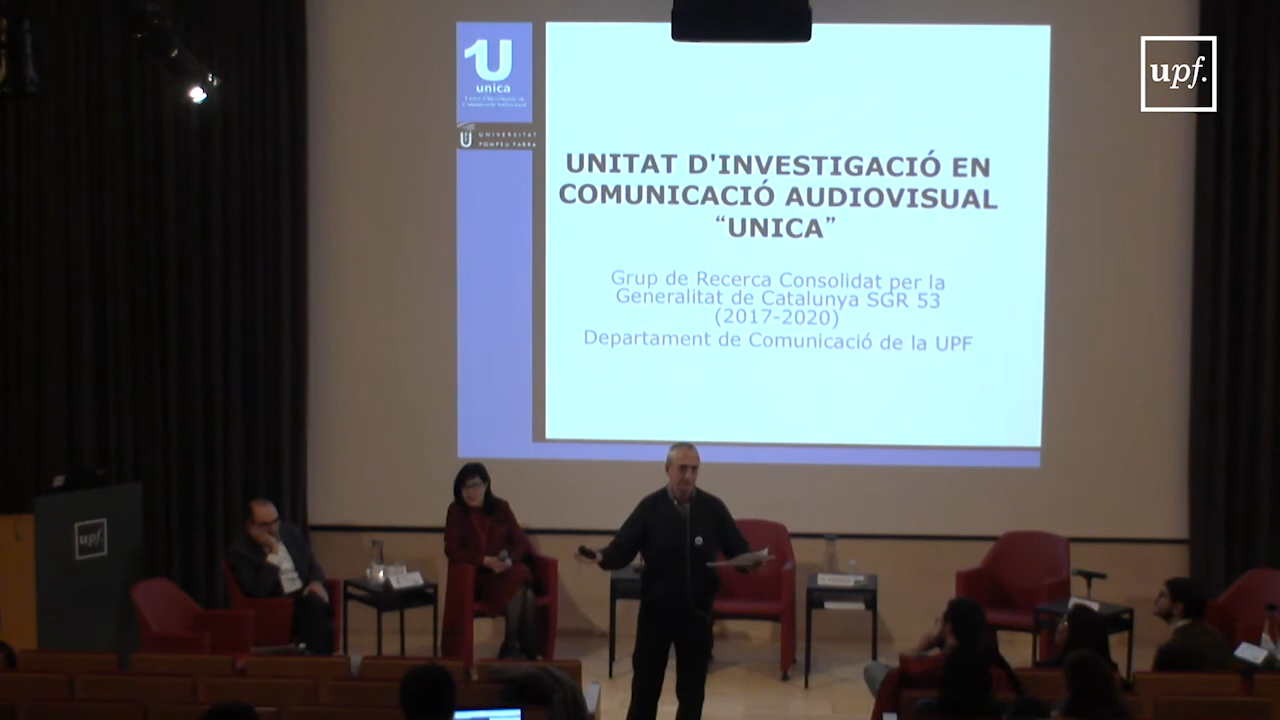 upf.
1U
unica
UNIVERSITAT
POMPEU FABRA
UNITAT D'INVESTIGACIÓ EN
COMUNICACIÓ AUDIOVISUAL
“UNICA”
Grup de Recerca Consolidat per la
Generalitat de Catalunya SGR 53
(2017-2020)
Departament de Comunicació de la UPF
upf.